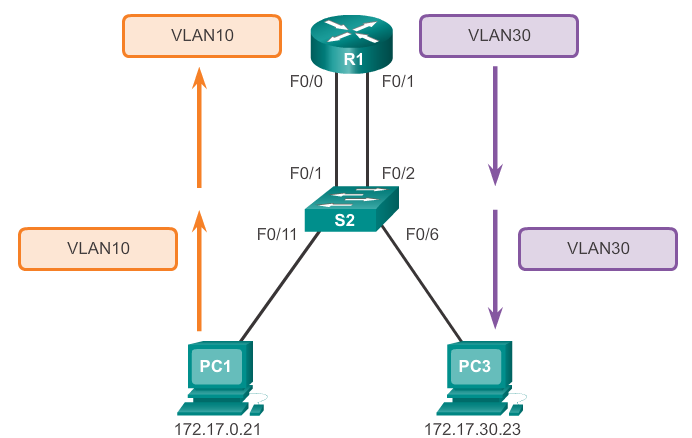 VLAN10
R1
VLAN30
F0/0
F0/1
F0/1
F0/2
S2
F0/11
F0/6
VLAN10
VLAN30
PC1
PC3
172.17.0.21
172.17.30.23